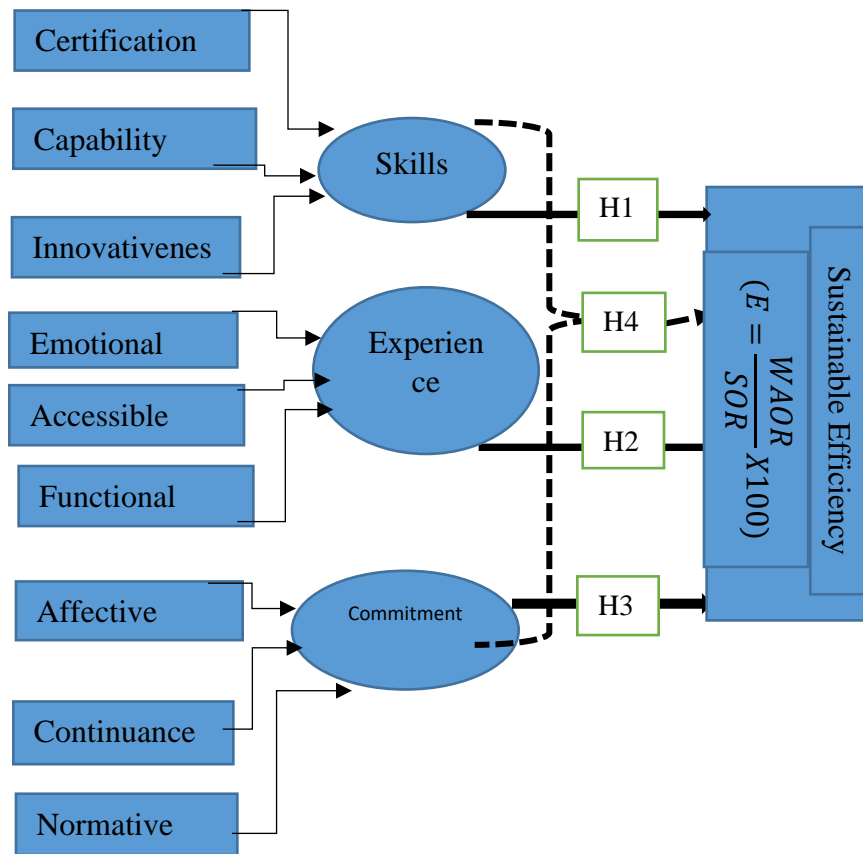 Certification
Capability
Innovativenes
Emotional
Accessible
Functional
Affective
Continuance
Normative
Skills
Experien
ce
Commitment
H1
H4
H2
H3
(E = WAOR/SOR X100)
Sustainable Efficiency